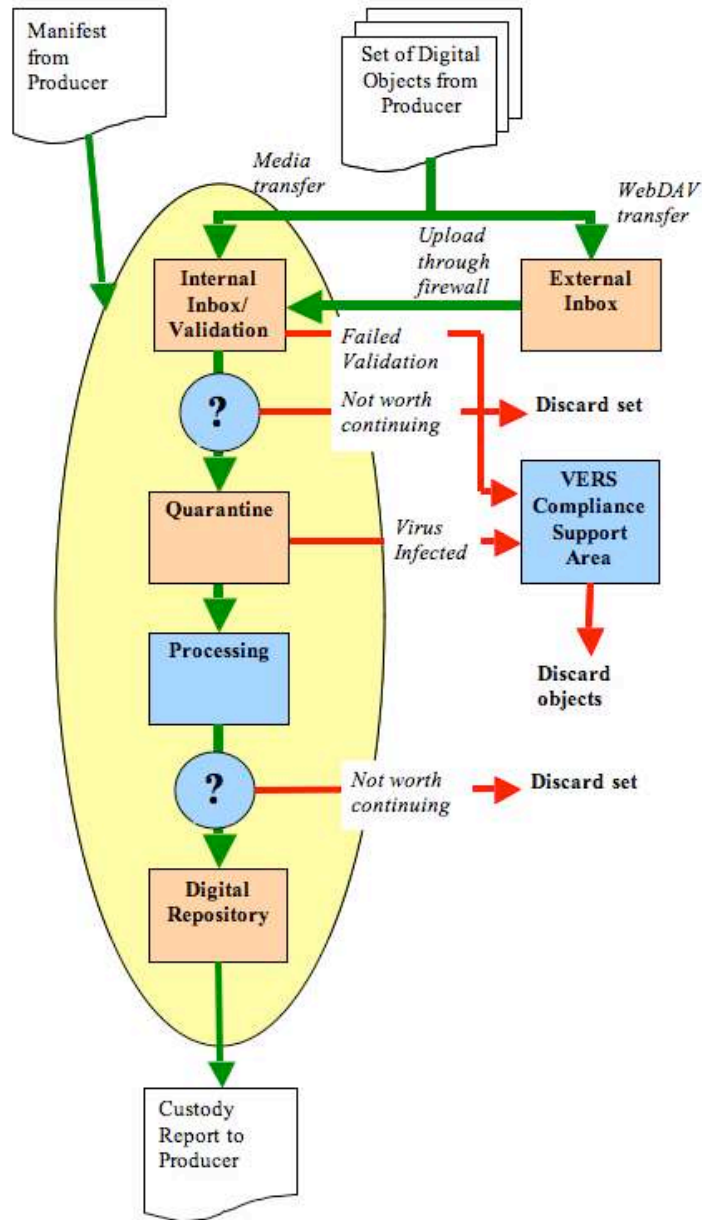 Manifest
from
Producer
Set of Digital
Objects from
Producer
Media
transfer
WebDAV
transfer
Upload
through
firewall
Internal
Inbox/
Validation
External
Inbox
Failed
Validation
?
Not worth
continuing
Discard set
Quarantine
Virus
Infected
VERS
Compliance
Support
Area
Processing
Discard
objects
?
Not worth
continuing
Discard set
Digital
Repository
Custody
Report to
Producer